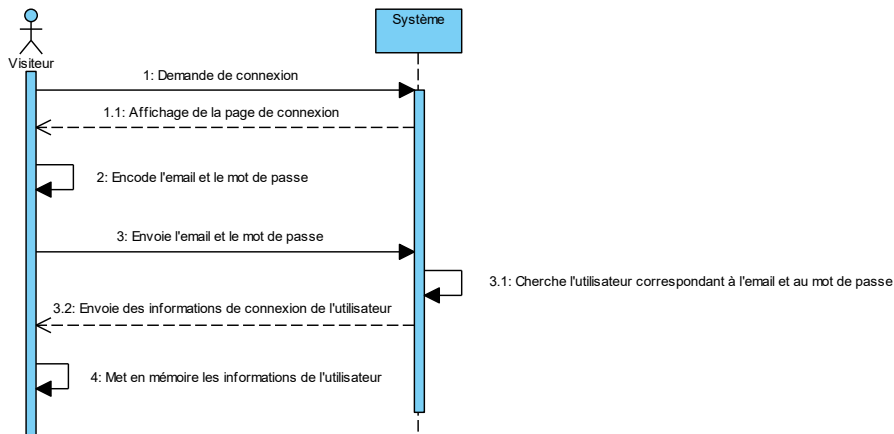 Système
Visiteur
1: Demande de connexion
1.1: Affichage de la page de connexion
2: Encode l'email et le mot de passe
3: Envoie l'email et le mot de passe
3.1: Cherche l'utilisateur correspondant à l'email et au mot de passe
3.2: Envoie des informations de connexion de l'utilisateur
4: Met en mémoire les informations de l'utilisateur